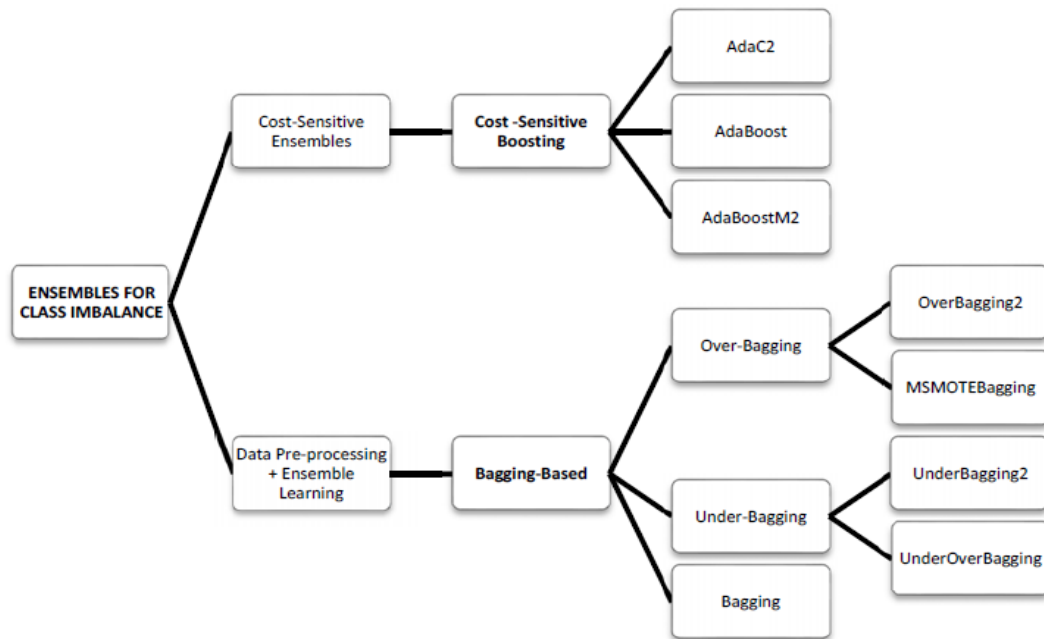 AdaC2
Cost-Sensitive
Ensembles
Cost -Sensitive
Boosting
AdaBoost
AdaBoostM2
ENSEMBLES FOR
CLASS IMBALANCE
OverBagging2
Over-Bagging
MSMOTEBagging
Data Pre-processing
+ Ensemble
Learning
Bagging-Based
UnderBagging2
Under-Bagging
UnderOverBagging
Bagging